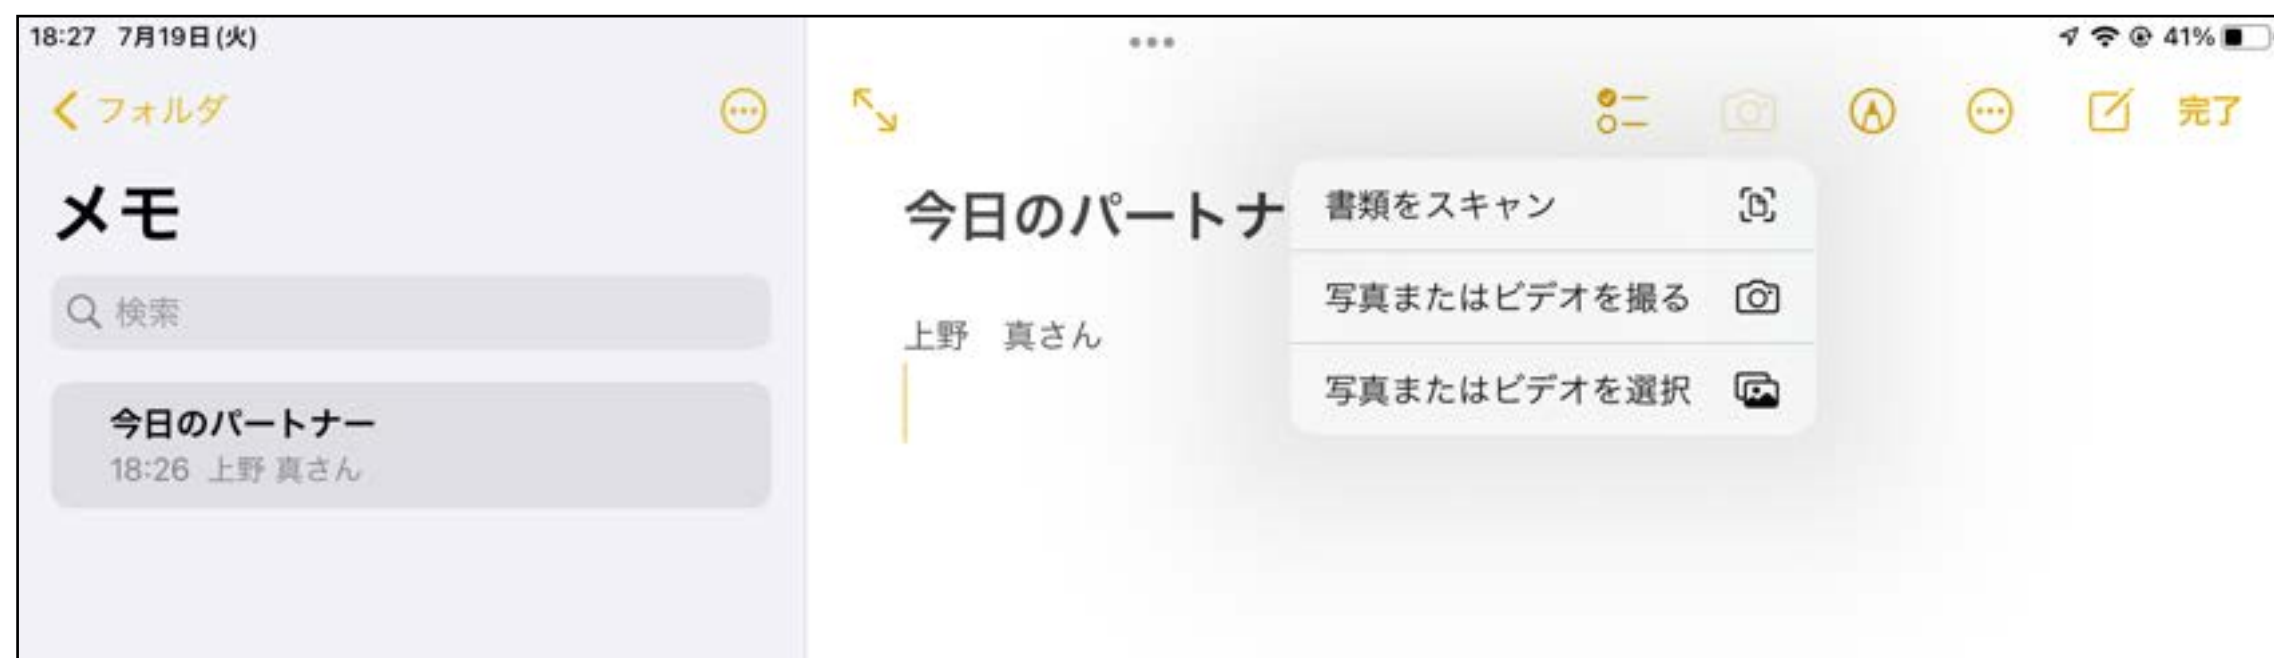 18:27 7月19日(火)
41%
フォルダ
完了
メモ
検索
今日のパートナー
18:26 上野 真さん
今日のパートナ
上野 真さん
書類をスキャン
写真またはビデオを撮る
写真またはビデオを選択